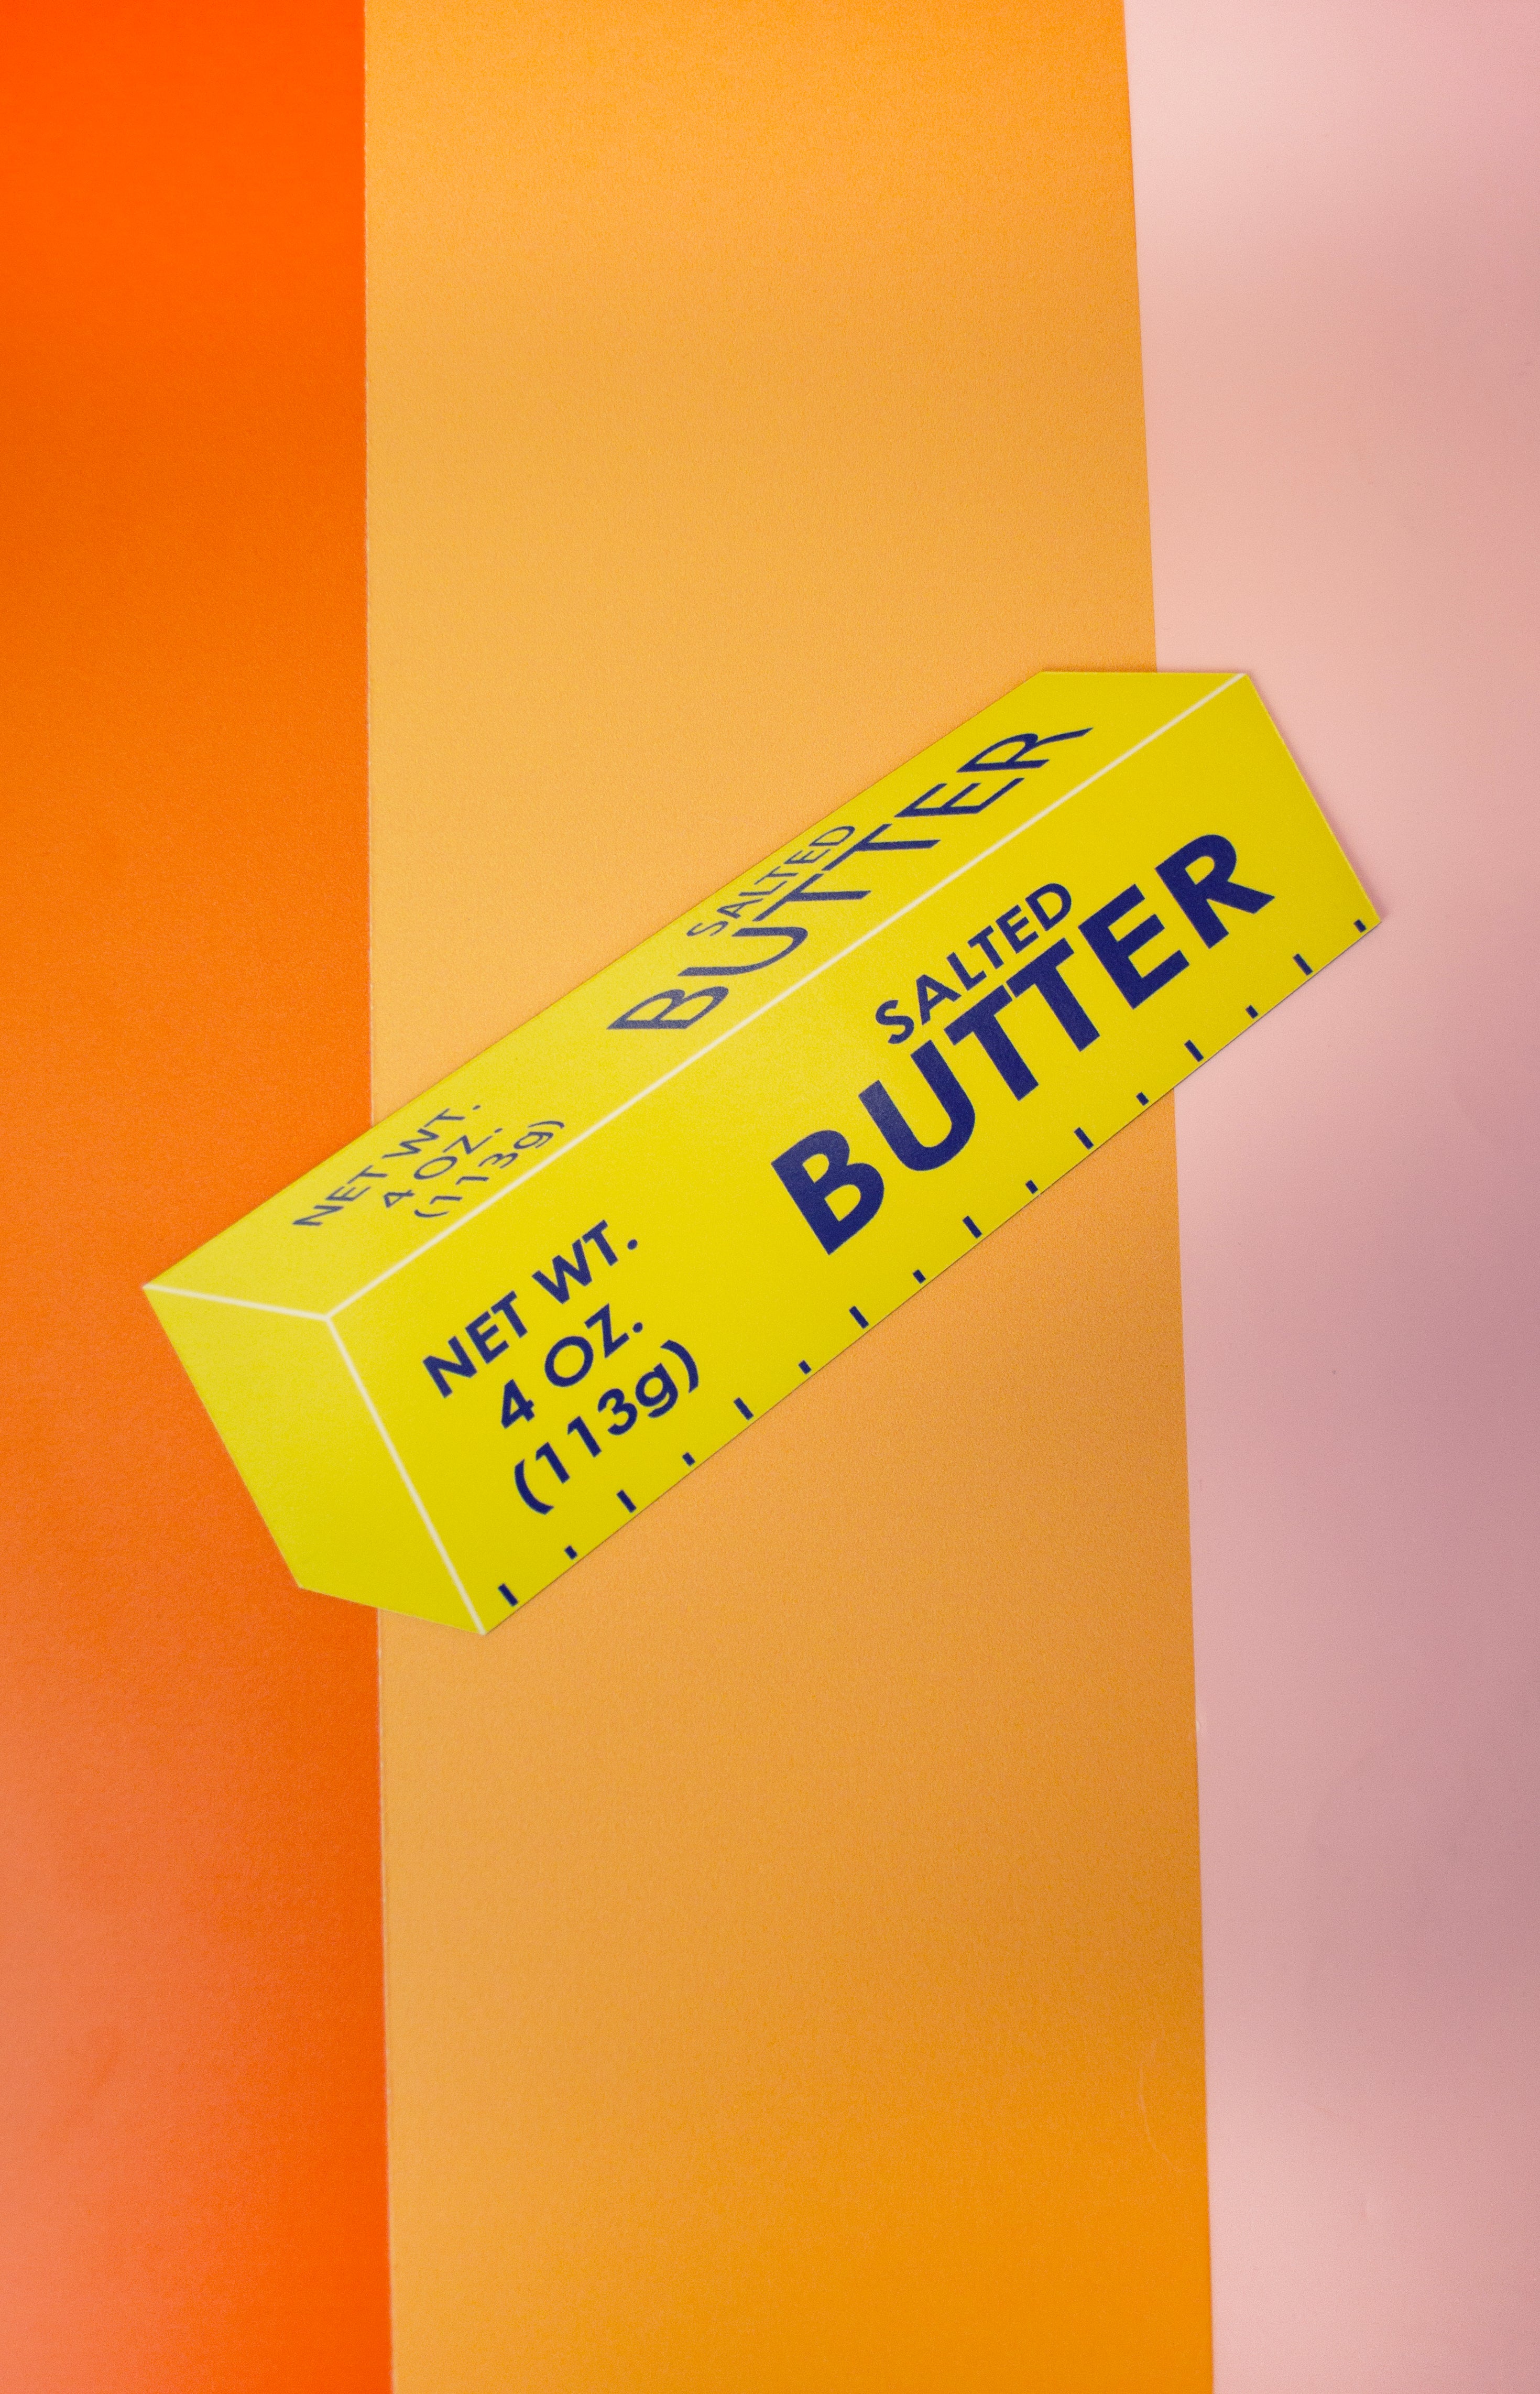 SALTED
BUTTER
NET WT.
4 OZ.
(113g)
SALTED
BUTTER
NET WT.
4 OZ.
(113g)